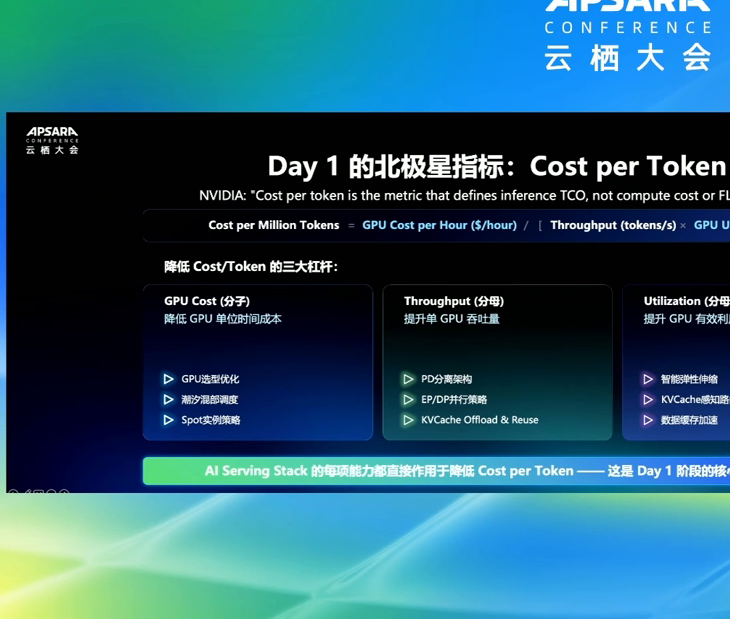 APSARA
CONFERENCE
云栖大会
APSARA
CONFERENCE
云栖大会
Day 1 的北极星指标：Cost per Token
NVIDIA: "Cost per token is the metric that defines inference TCO, not compute cost or FL
Cost per Million Tokens = GPU Cost per Hour ($/hour) / [ Throughput (tokens/s) × GPU U
降低 Cost/Token 的三大杠杆：
GPU Cost (分子)
降低 GPU 单位时间成本
GPU选型优化
潮汐混部调度
Spot实例策略
Throughput (分母)
提升单 GPU 吞吐量
PD分离架构
EP/DP并行策略
KVCache Offload & Reuse
Utilization (分母
提升 GPU 有效利
智能弹性伸缩
KVCache感知路
数据缓存加速
AI Serving Stack 的每项能力都直接作用于降低 Cost per Token —— 这是 Day 1 阶段的核